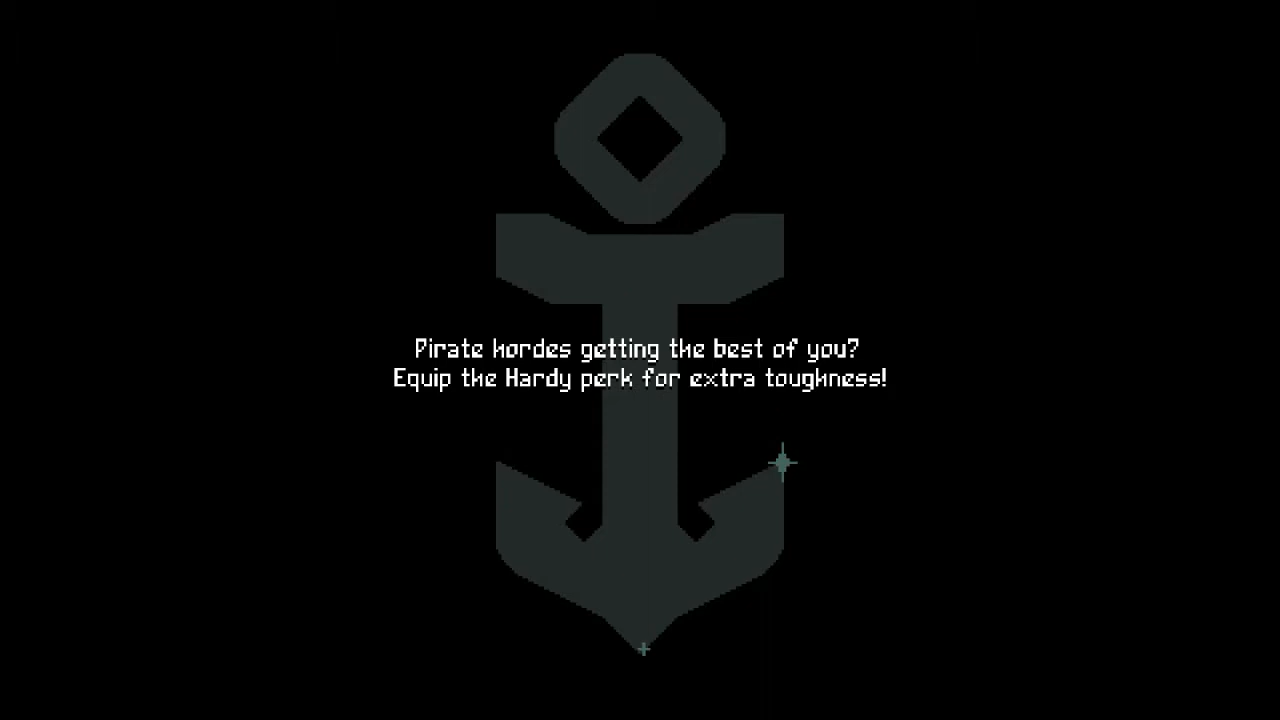 Pirate hordes getting the best of you?
Equip the Hardy perk for extra toughness!